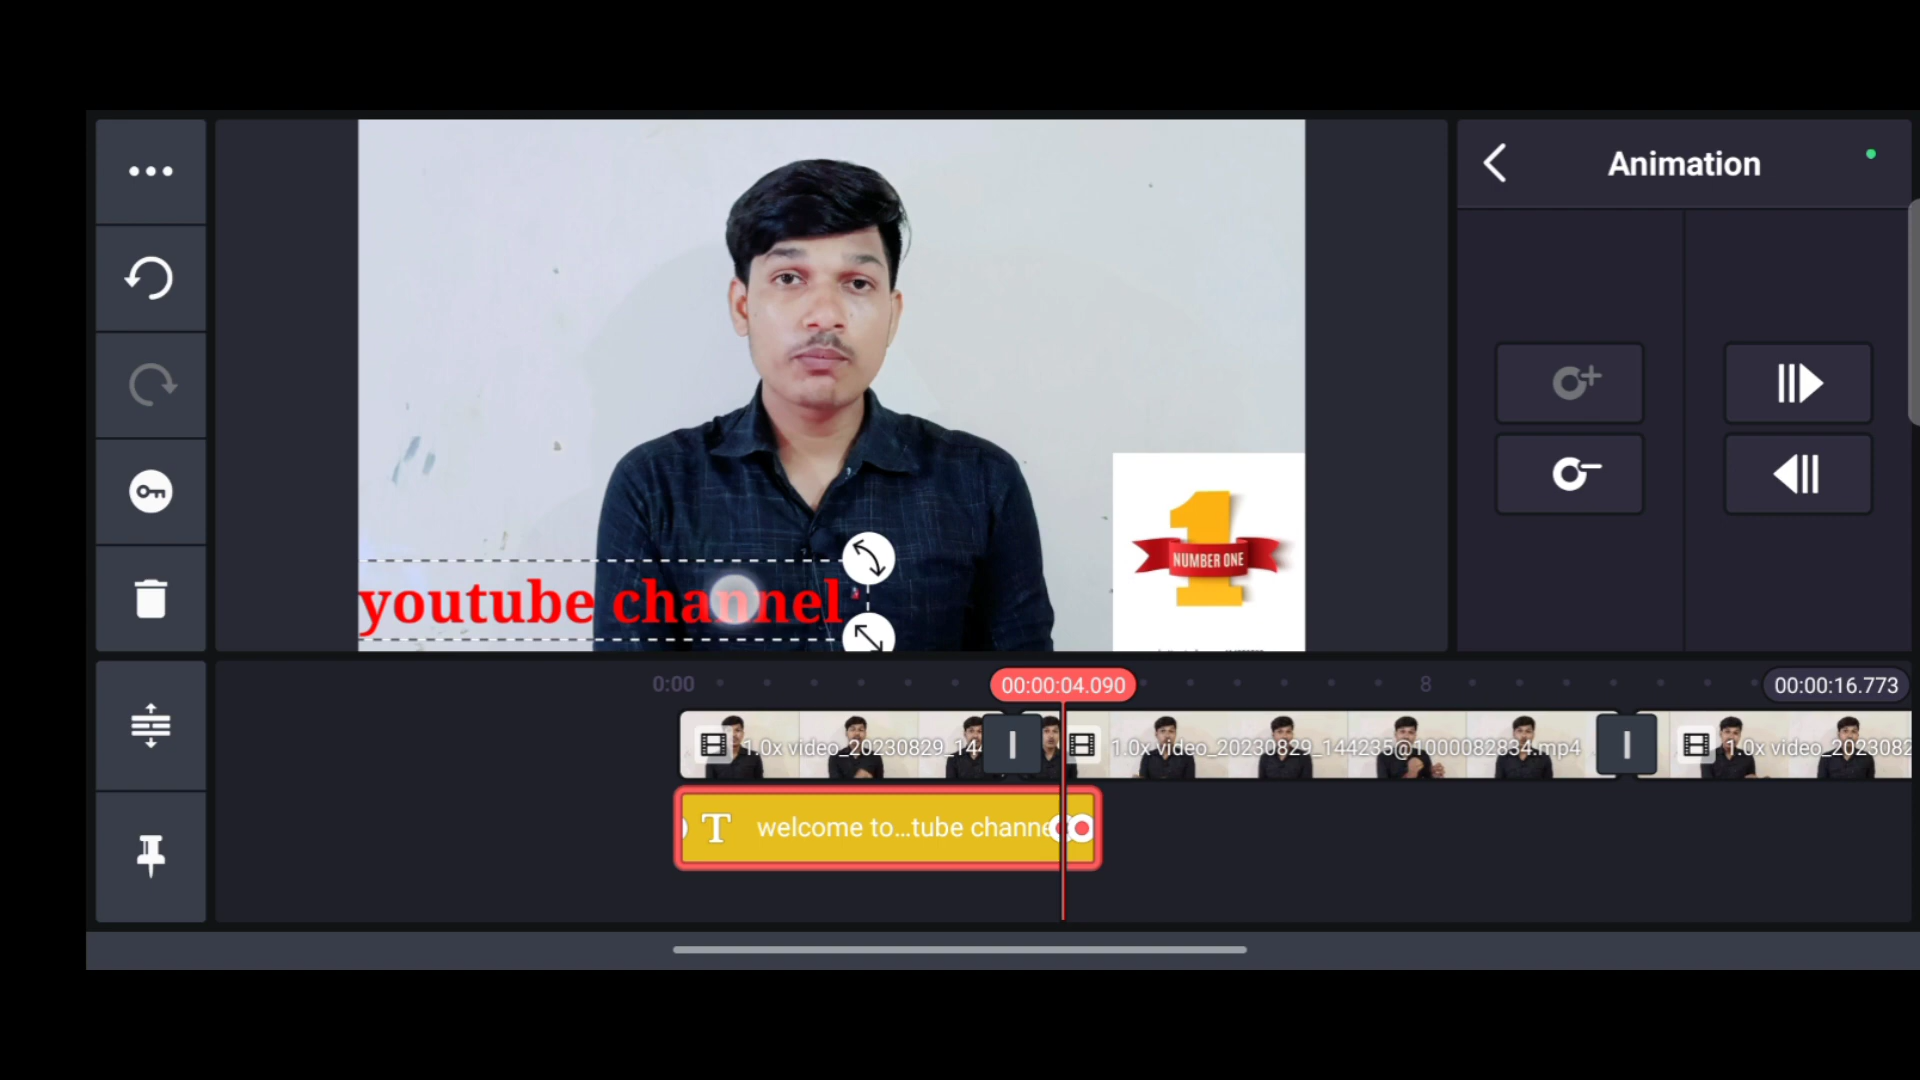 Animation
NUMBER ONE
youtube channel
0:00
00:00:04.090
8
00:00:16.773
1.0x video_20230829_144
1.0x video_20230829_144235@1000082834.mp4
1.0x video_2023082
T welcome to...tube channe